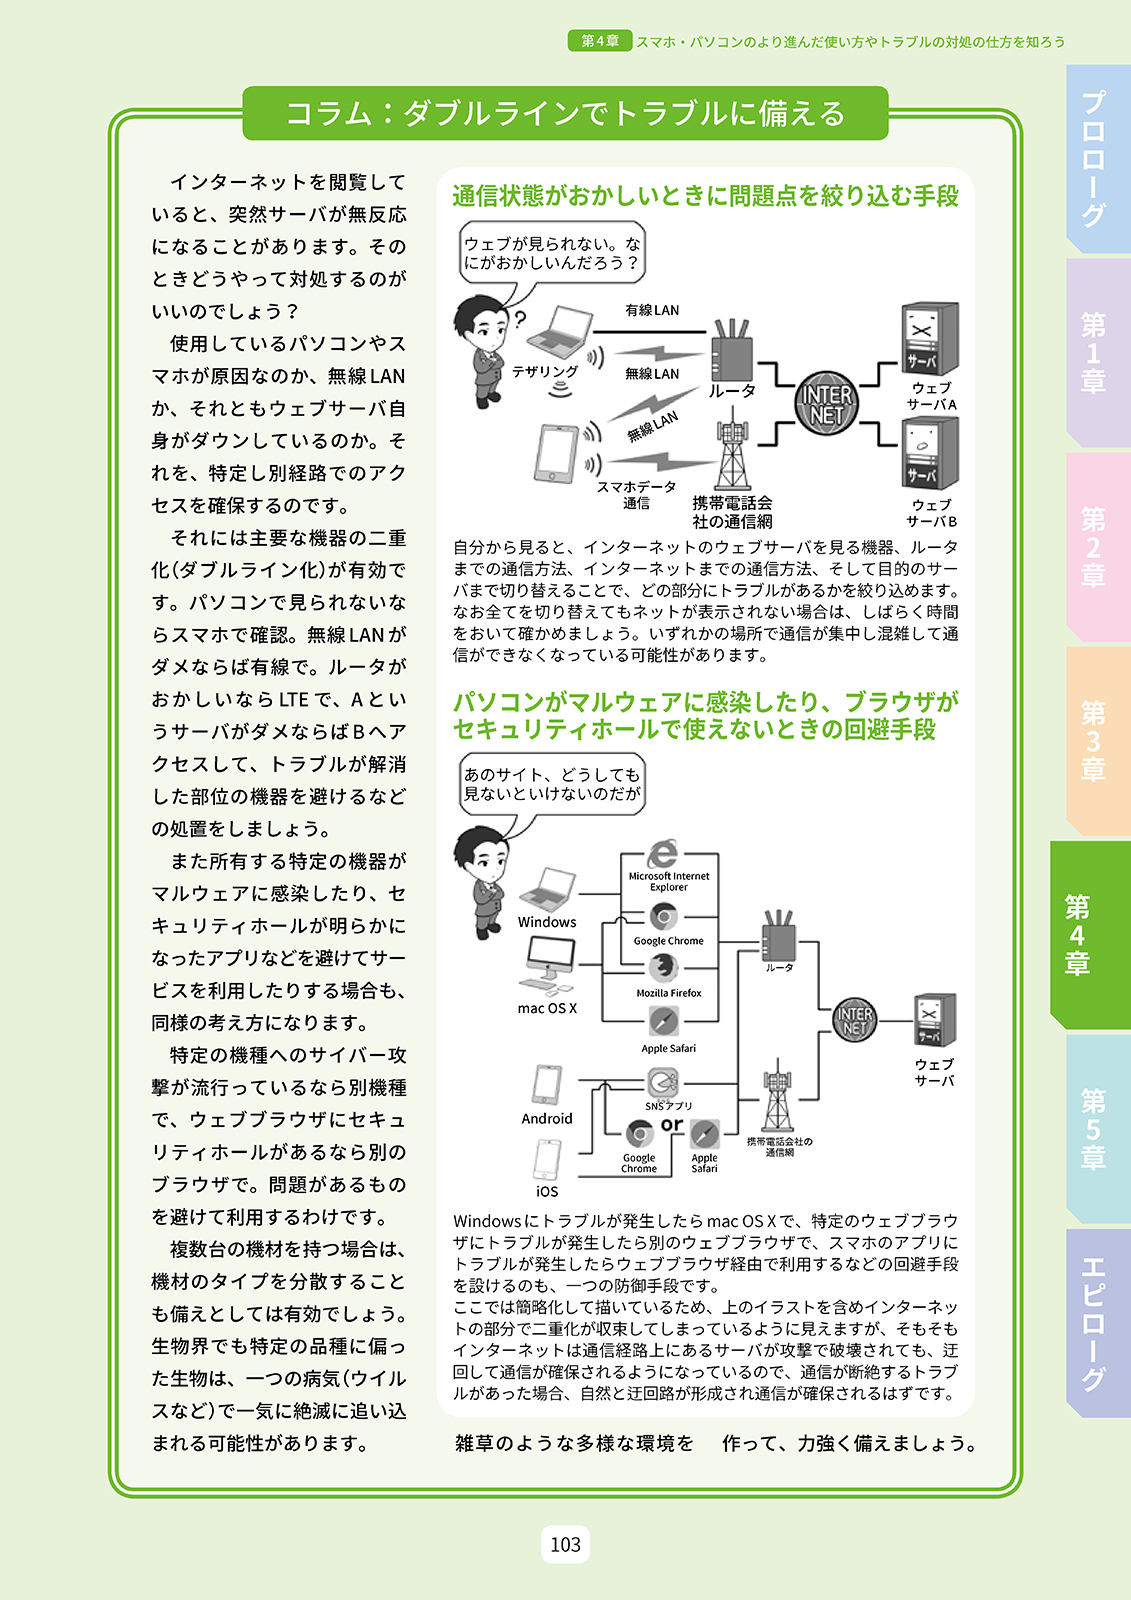 第4章 スマホ・パソコンのより進んだ使い方やトラブルの対処の仕方を知ろう
コラム：ダブルラインでトラブルに備える
インターネットを閲覧して
いると、突然サーバが無反応
になることがあります。その
ときどうやって対処するのが
いいのでしょう？
使用しているパソコンやス
マホが原因なのか、無線LAN
か、それともウェブサーバ自
身がダウンしているのか。そ
れを、特定し別経路でのアク
セスを確保するのです。
それには主要な機器の二重
化（ダブルライン化）が有効で
す。パソコンで見られないな
らスマホで確認。無線LANが
ダメならば有線で。ルータが
おかしいならLTEで、Aとい
うサーバがダメならばBへア
クセスして、トラブルが解消
した部位の機器を避けるなど
の処置をしましょう。
また所有する特定の機器が
マルウェアに感染したり、セ
キュリティホールが明らかに
なったアプリなどを避けてサー
ビスを利用したりする場合も、
同様の考え方になります。
特定の機種へのサイバー攻
撃が流行っているなら別機種
で、ウェブブラウザにセキュ
リティホールがあるなら別の
ブラウザで。問題があるもの
を避けて利用するわけです。
複数台の機材を持つ場合は、
機材のタイプを分散すること
も備えとしては有効でしょう。
生物界でも特定の品種に偏っ
た生物は、一つの病気（ウイル
スなど）で一気に絶滅に追い込
まれる可能性があります。
通信状態がおかしいときに問題点を絞り込む手段
ウェブが見られない。な
にがおかしいんだろう？
?
テザリング
有線LAN
無線LAN
無線LAN
スマホデータ
通信
ルータ
携帯電話会
社の通信網
INTER
NET
サーバ
ウェブ
サーバA
サーバ
ウェブ
サーバB
自分から見ると、インターネットのウェブサーバを見る機器、ルータ
までの通信方法、インターネットまでの通信方法、そして目的のサー
バまで切り替えることで、どの部分にトラブルがあるかを絞り込めます。
なお全てを切り替えてもネットが表示されない場合は、しばらく時間
をおいて確かめましょう。いずれかの場所で通信が集中し混雑して通
信ができなくなっている可能性があります。
パソコンがマルウェアに感染したり、ブラウザが
セキュリティホールで使えないときの回避手段
あのサイト、どうしても
見ないといけないのだが
Windows
mac OS X
Microsoft Internet
Explorer
Google Chrome
Mozilla Firefox
Apple Safari
ルータ
INTER
NET
サーバ
ウェブ
サーバ
Android
iOS
SNSアプリ
or
Google
Chrome
Apple
Safari
携帯電話会社の
通信網
Windowsにトラブルが発生したらmac OS Xで、特定のウェブブラウ
ザにトラブルが発生したら別のウェブブラウザで、スマホのアプリに
トラブルが発生したらウェブブラウザ経由で利用するなどの回避手段
を設けるのも、一つの防御手段です。
ここでは簡略化して描いているため、上のイラストを含めインターネッ
トの部分で二重化が収束してしまっているように見えますが、そもそも
インターネットは通信経路上にあるサーバが攻撃で破壊されても、迂
回して通信が確保されるようになっているので、通信が断絶するトラブ
ルがあった場合、自然と迂回路が形成され通信が確保されるはずです。
雑草のような多様な環境を 作って、力強く備えましょう。
プロローグ
第1章
第2章
第3章
第4章
第5章
エピローグ
103